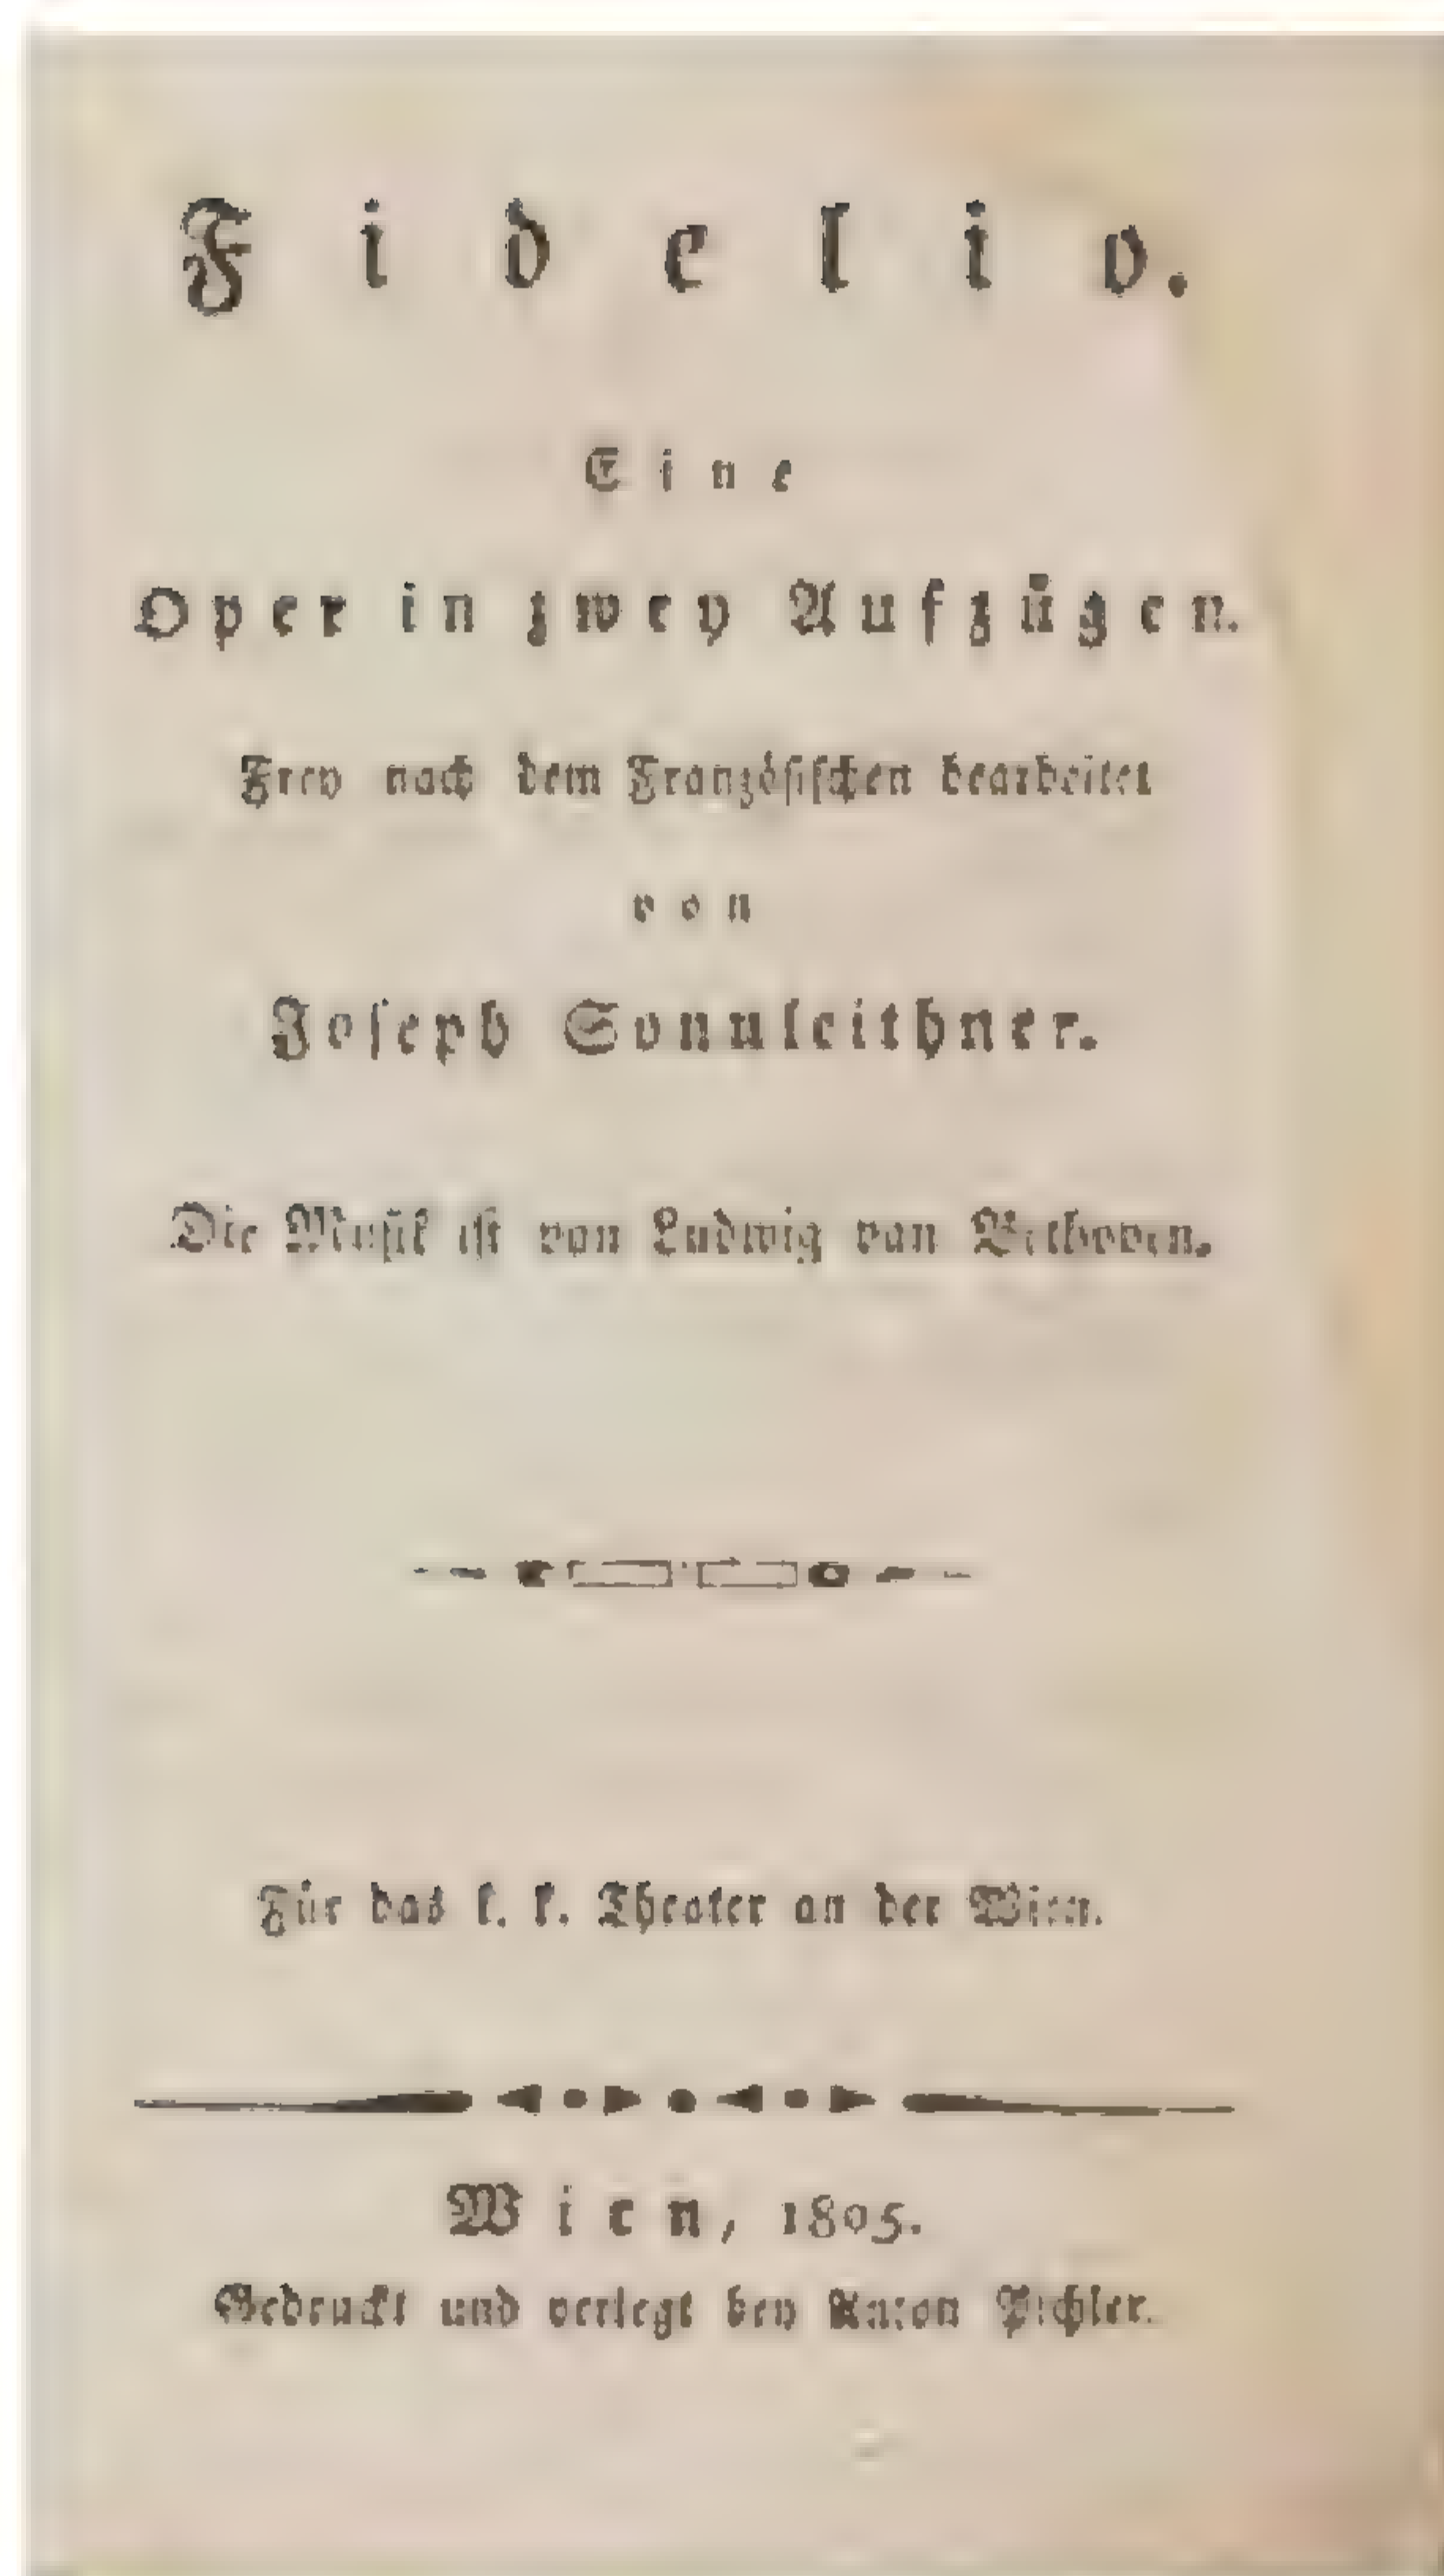 Fidelio.
Eine
Oper in zwey Aufzügen.
Frey nach dem Französischen bearbeitet
von
Joseph Sonnleithner.
Die Musik ist von Ludwig van Bethoven.
Für das k. k. Theater an der Wien.
Wien, 1805.
Gedruckt und verlegt bey Anton Pichler.